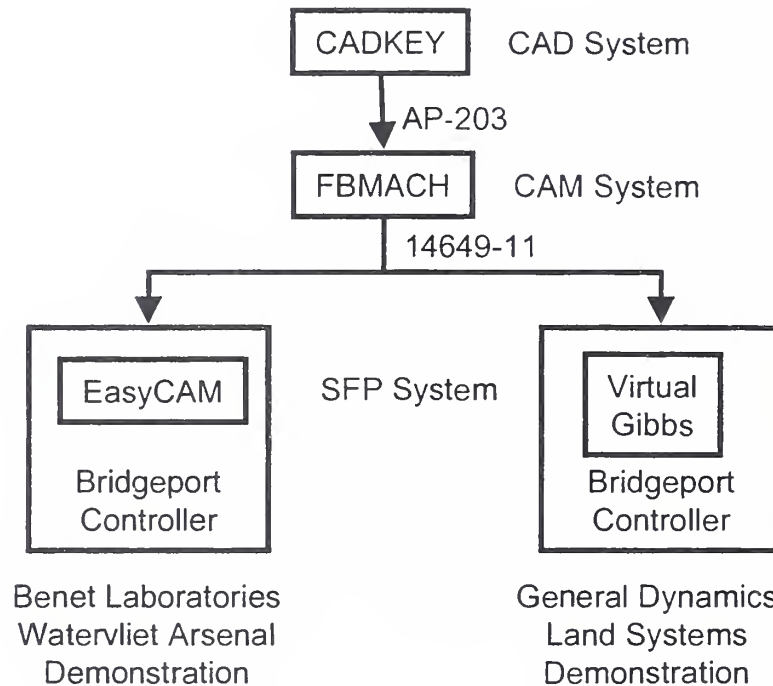 CADKEY CAD System
AP-203
FBMACH CAM System
14649-11
EasyCAM
SFP System
Virtual
Gibbs
Bridgeport
Controller
Bridgeport
Controller
Benet Laboratories
Watervliet Arsenal
Demonstration
General Dynamics
Land Systems
Demonstration